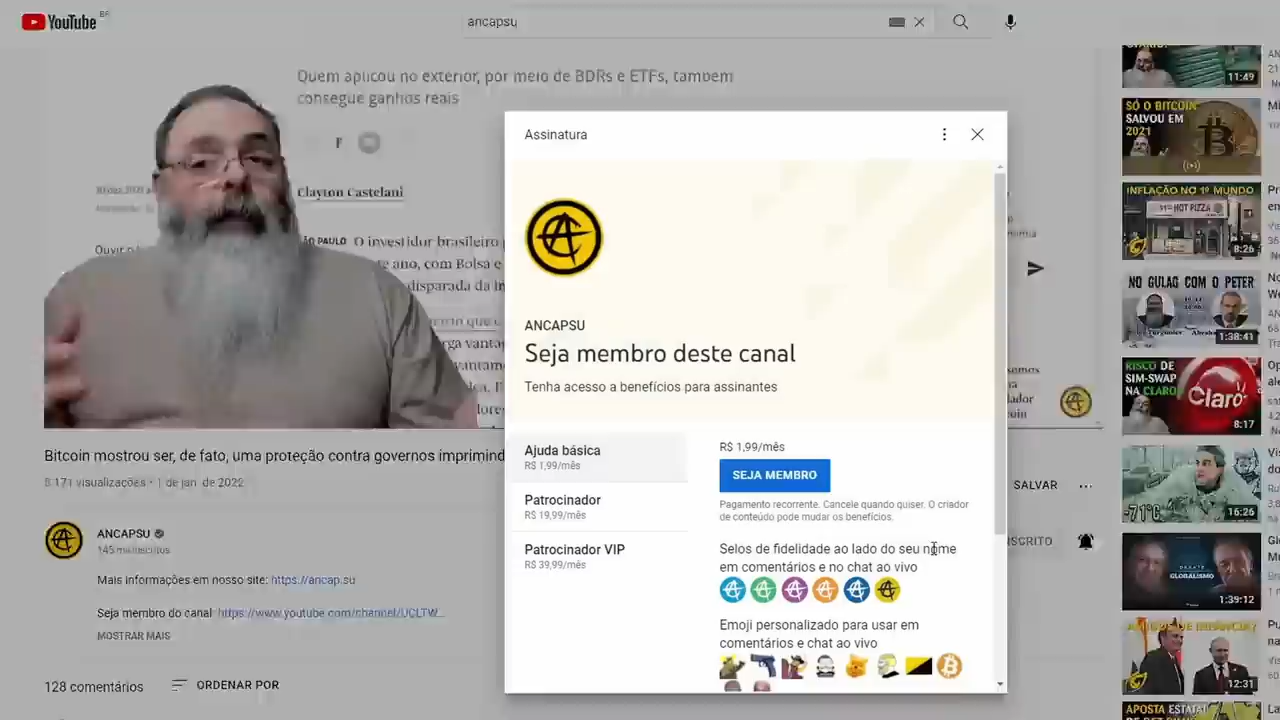 YouTube BR
ancapsu
Quem aplicou no exterior, por meio de BDRs e ETFs, também
consegue ganhos reais
Clayton Castelani
O investidor brasileiro
te ano, com Bolsa e
disparada da
Assinatura
ANCAPSU
Seja membro deste canal
Tenha acesso a benefícios para assinantes
Ajuda básica
R$ 1,99/mês
Patrocinador
R$ 19,99/mês
Patrocinador VIP
R$ 39,99/mês
R$ 1,99/mês
SEJA MEMBRO
Pagamento recorrente. Cancele quando quiser. O criador
de conteúdo pode mudar os benefícios.
Selos de fidelidade ao lado do seu nome
em comentários e no chat ao vivo
Emoji personalizado para usar em
comentários e chat ao vivo
Bitcoin mostrou ser, de fato, uma proteção contra governos imprimind
8.171 visualizações • 1 de jan. de 2022
SALVAR
ANCAPSU
145 mil inscritos
Mais informações em nosso site: https://ancap.su
Seja membro do canal: https://www.youtube.com/channel/UCLTW...
MOSTRAR MAIS
128 comentários
ORDENAR POR
11:49
SÓ O BITCOIN
SALVOU EM
2021
INFLAÇÃO NO 1º MUNDO
HOT PIZZA
8:26
NO GULAG COM O PETER
1:38:41
RISCO DE
SIM-SWAP
NA CLARO
Claro
8:17
-71°C
16:26
DEBATE
GLOBALISMO
1:39:12
12:31
APOSTA ESTATAL